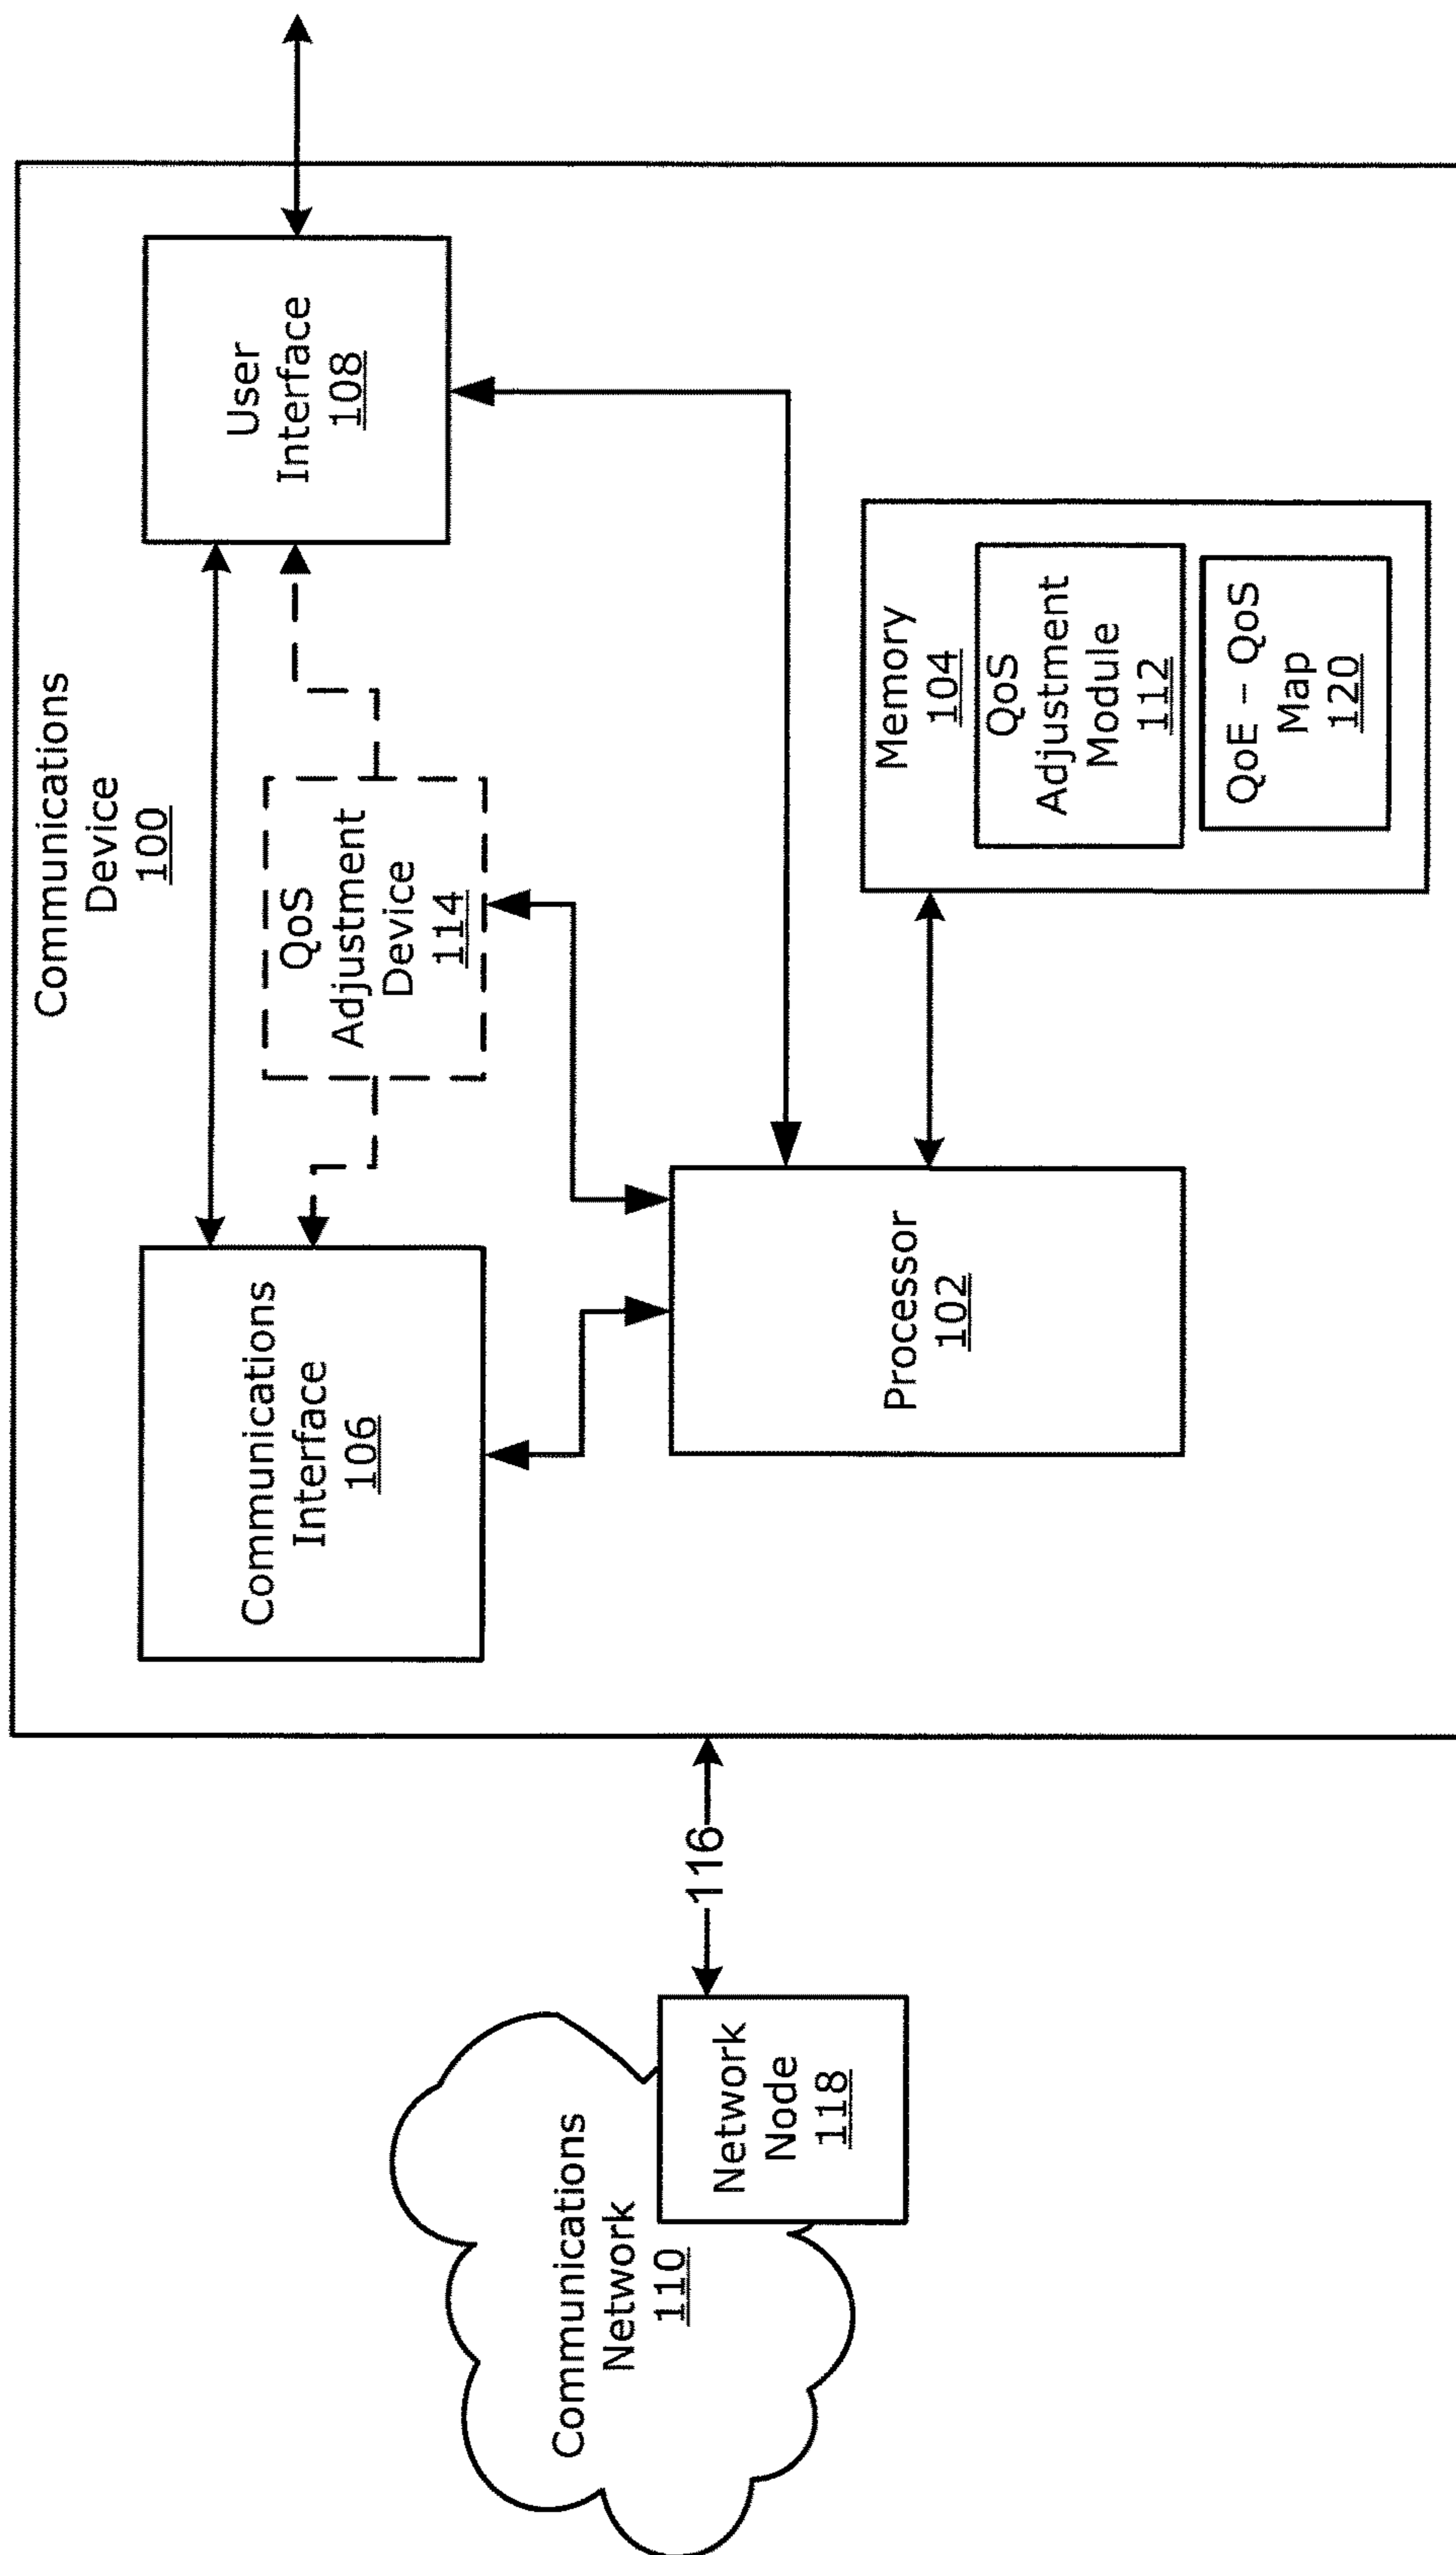 Communications
Device
100
Communications
Interface
106
QoS
Adjustment
Device
114
User
Interface
108
Processor
102
Memory
104
QoS
Adjustment
Module
112
QoE – QoS
Map
120
116
Communications
Network
110
Network
Node
118